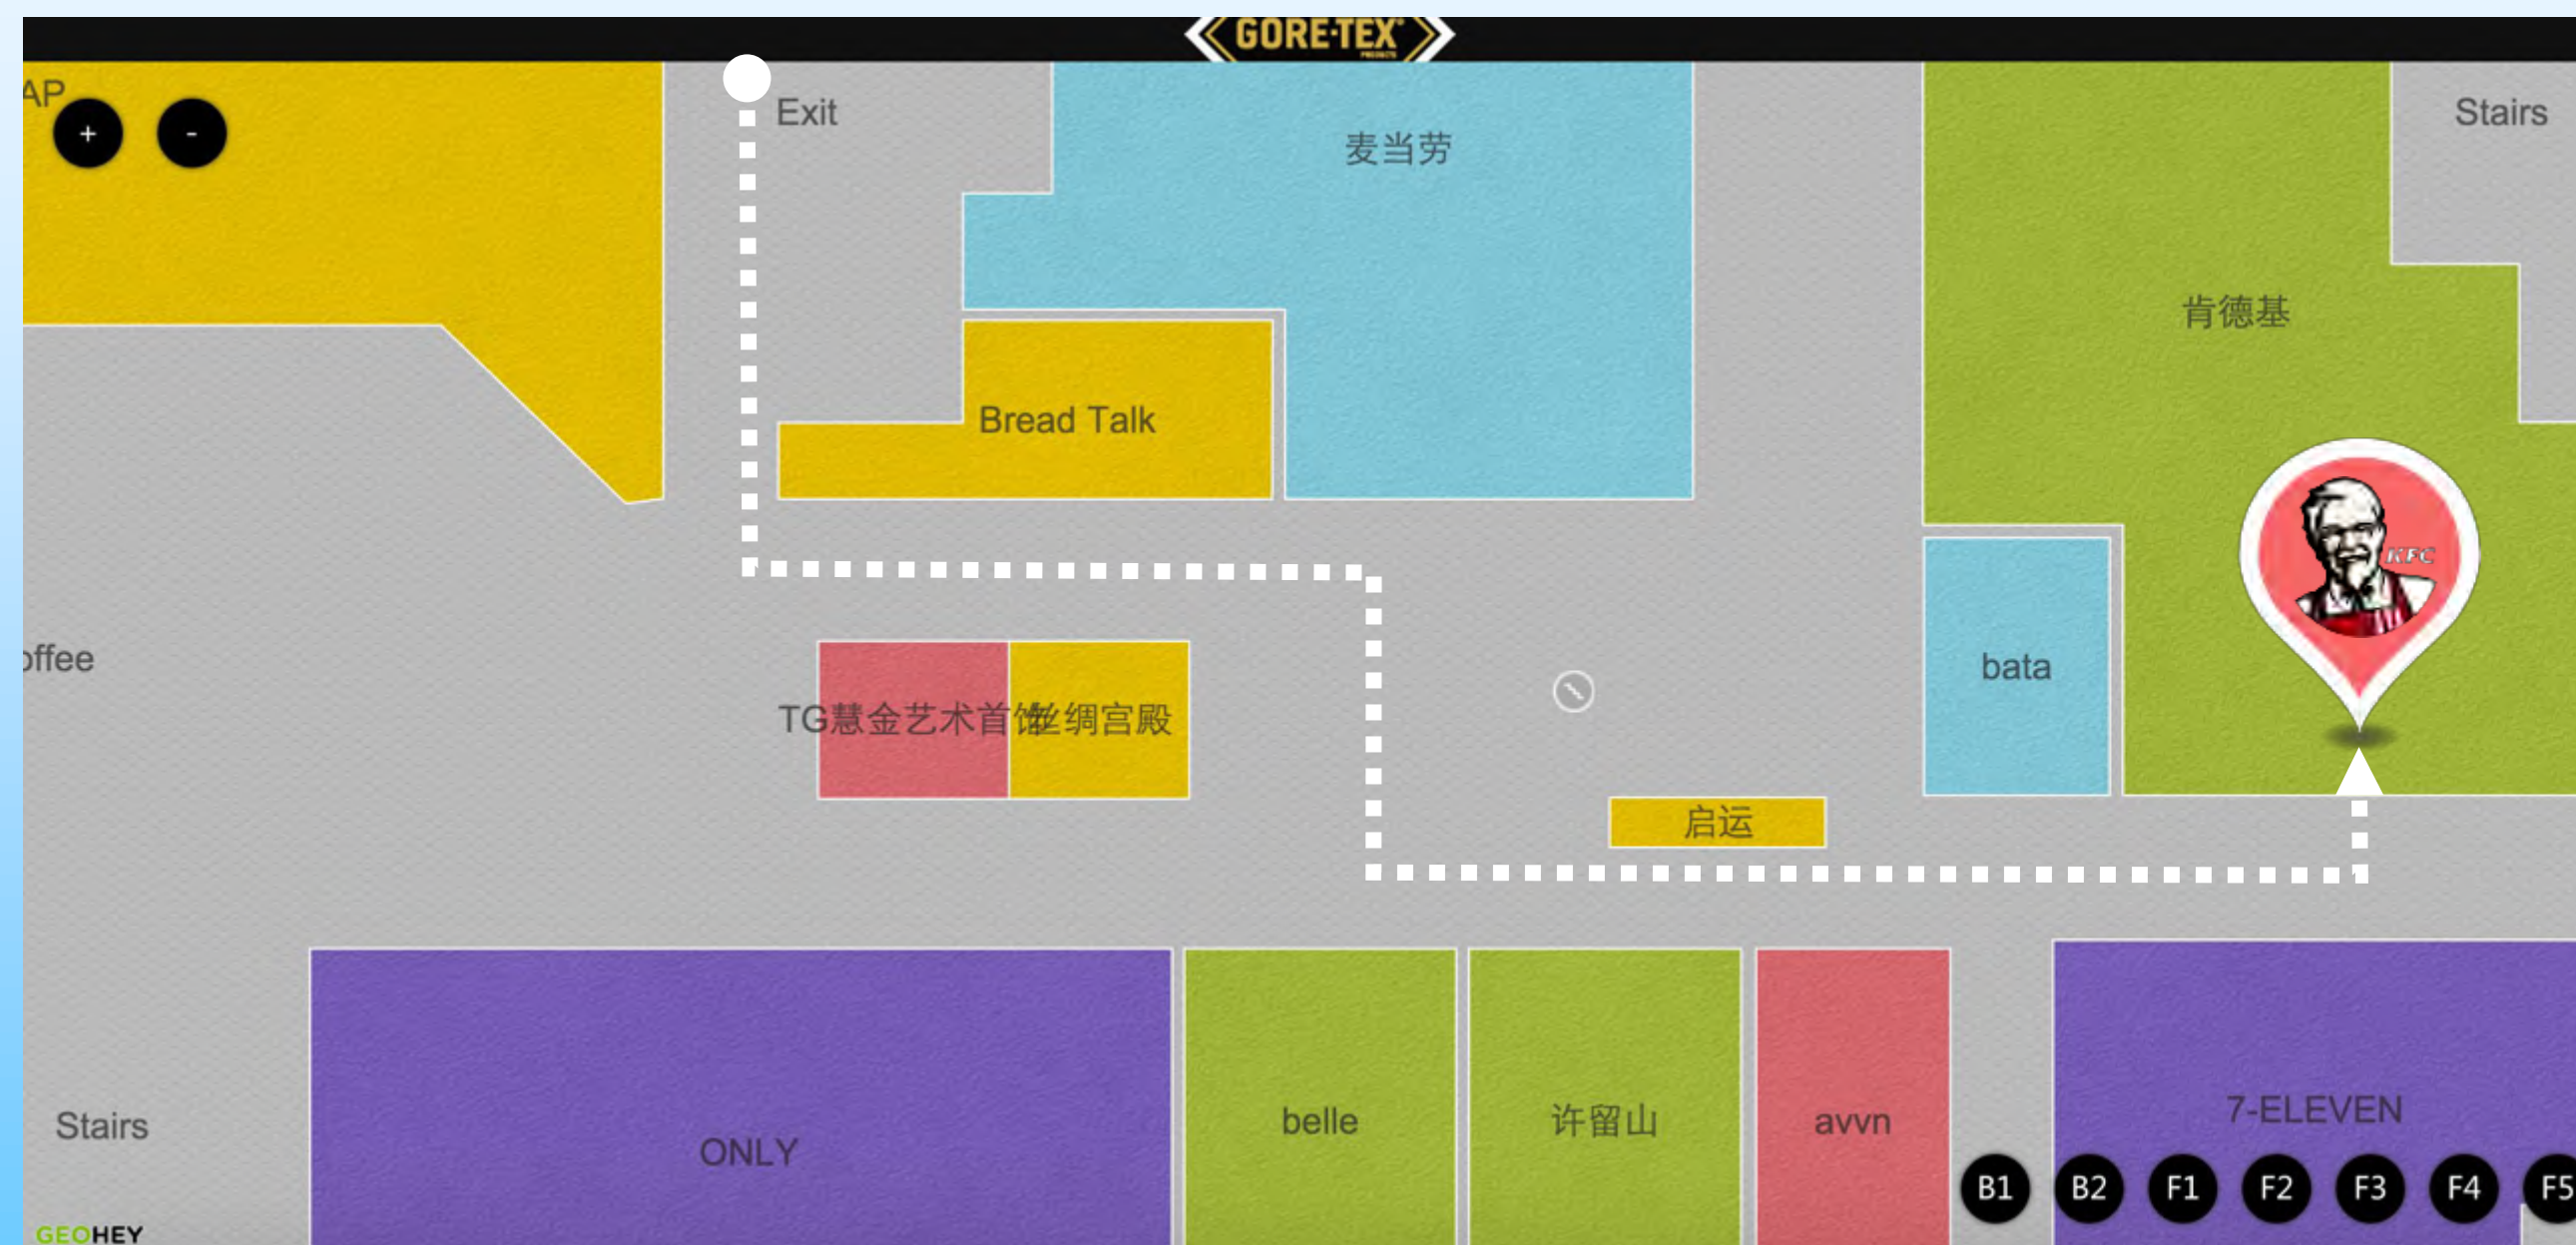 GORE-TEX
PRODUCTS
AP
+
-
Exit
麦当劳
Stairs
肯德基
Bread Talk
KFC
offee
bata
TG慧金艺术首饰
丝绸宫殿
启运
Stairs
ONLY
belle
许留山
avvn
7-ELEVEN
B1
B2
F1
F2
F3
F4
F5
GEOHEY